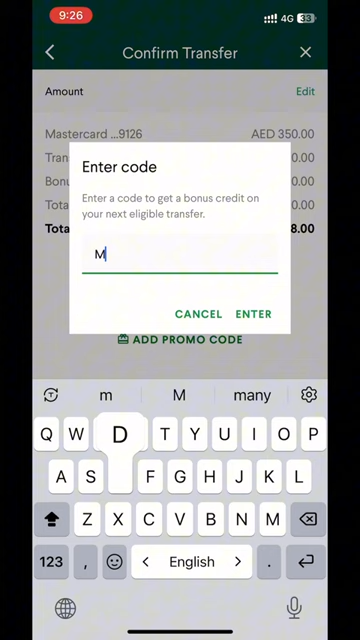 9:26
4G 33
Confirm Transfer
Amount Edit
Mastercard ...9126 AED 350.00
Tran 0.00
Bonu 0.00
Tota 0.00
Tota 8.00
Enter code
Enter a code to get a bonus credit on
your next eligible transfer.
M
CANCEL ENTER
ADD PROMO CODE
m M many
Q W D T Y U I O P
A S F G H J K L
Z X C V B N M
123 , English .